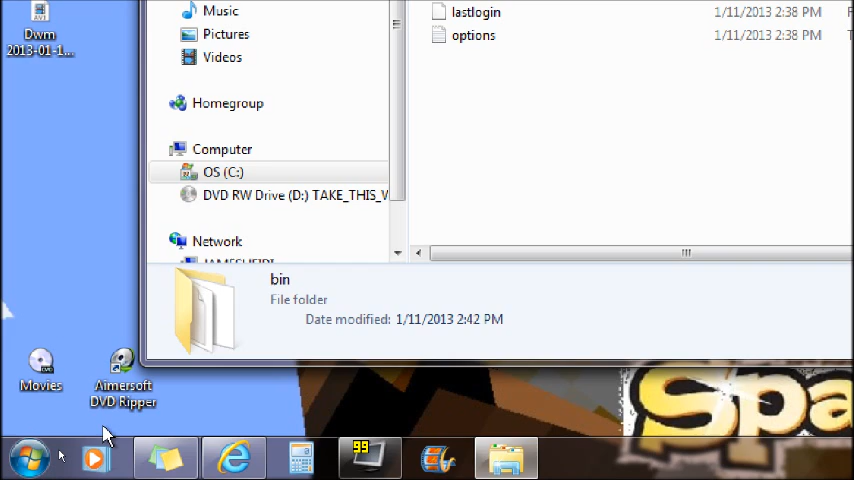 Dwm
2013-01-1...
Music
Pictures
Videos
Homegroup
Computer
OS (C:)
DVD RW Drive (D:) TAKE_THIS_W
Network
lastlogin 1/11/2013 2:38 PM
options 1/11/2013 2:38 PM
bin
File folder
Date modified: 1/11/2013 2:42 PM
Movies
Aimersoft
DVD Ripper
Spa
99